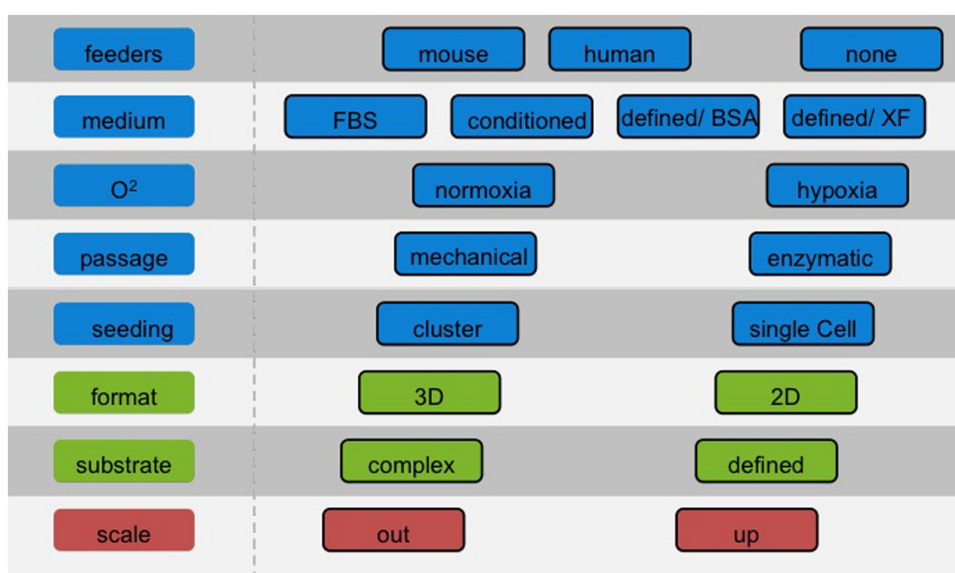 feeders mouse human none
medium FBS conditioned defined/ BSA defined/ XF
O² normoxia hypoxia
passage mechanical enzymatic
seeding cluster single Cell
format 3D 2D
substrate complex defined
scale out up